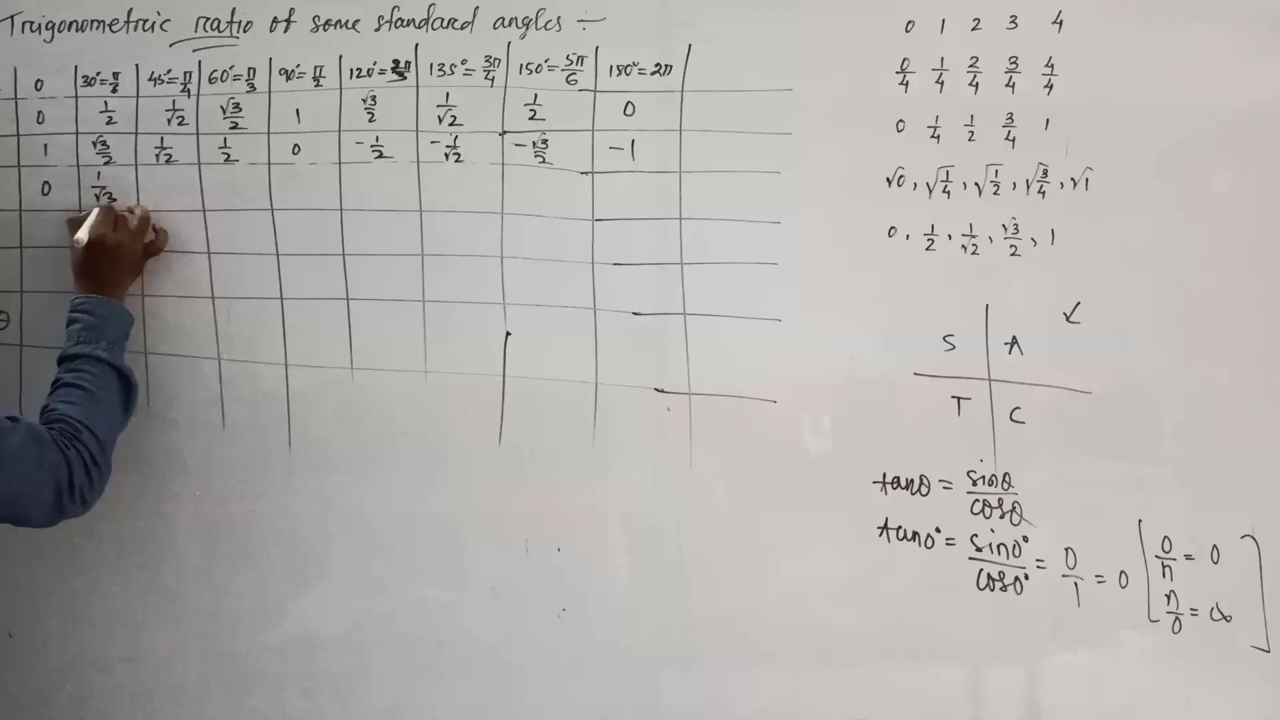 Trigonometric ratio of some standard angles :-
0 30°=π/6 45°=π/4 60°=π/3 90°=π/2 120°=2π/3 135°=3π/4 150°=5π/6 180°=2π
0 1/2 1/√2 √3/2 1 √3/2 1/√2 1/2 0
1 √3/2 1/√2 1/2 0 -1/2 -1/√2 -√3/2 -1
0 1/√3
θ
0 1 2 3 4
0/4 1/4 2/4 3/4 4/4
0 1/4 1/2 3/4 1
√0, √1/4, √1/2, √3/4, √1
0, 1/2, 1/√2, √3/2, 1
S A
T C
tanθ = sinθ/cosθ
tan0° = sin0°/cos0° = 0/1 = 0 [0/n = 0
n/0 = ∞]